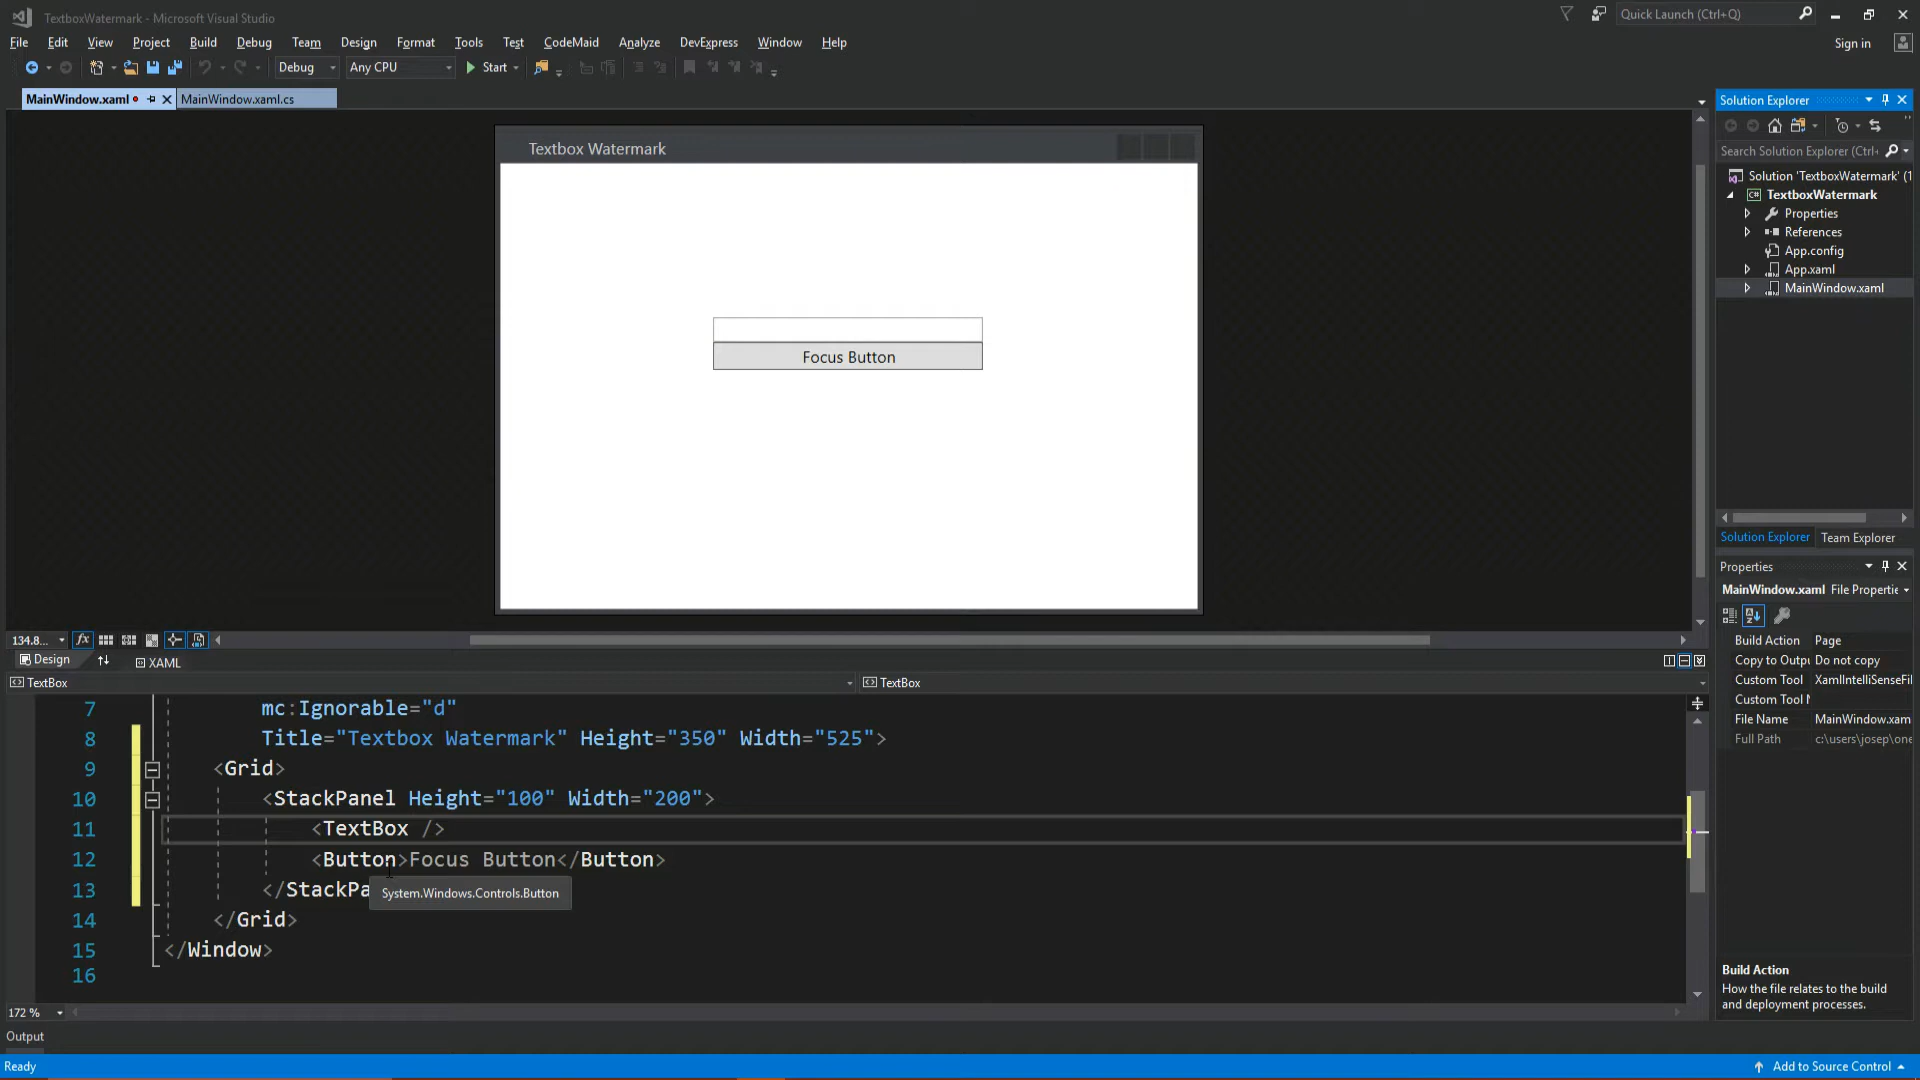 TextboxWatermark - Microsoft Visual Studio
Quick Launch (Ctrl+Q)
File Edit View Project Build Debug Team Design Format Tools Test CodeMaid Analyze DevExpress Window Help
Sign in
Debug Any CPU Start
MainWindow.xaml MainWindow.xaml.cs
Textbox Watermark
Focus Button
Solution Explorer
Search Solution Explorer (Ctrl+
Solution 'TextboxWatermark' (1
TextboxWatermark
Properties
References
App.config
App.xaml
MainWindow.xaml
Solution Explorer Team Explorer
Properties
MainWindow.xaml File Propertie
Build Action Page
Copy to Outpu Do not copy
Custom Tool XamlIntelliSenseFil
Custom Tool N
File Name MainWindow.xam
Full Path c:\users\josep\one
Build Action
How the file relates to the build
and deployment processes.
134.8...
Design XAML
TextBox TextBox
7 mc:Ignorable="d"
8 Title="Textbox Watermark" Height="350" Width="525">
9 <Grid>
10 <StackPanel Height="100" Width="200">
11 <TextBox />
12 <Button>Focus Button</Button>
13 </StackPa
System.Windows.Controls.Button
14 </Grid>
15 </Window>
16
172 %
Output
Ready
Add to Source Control